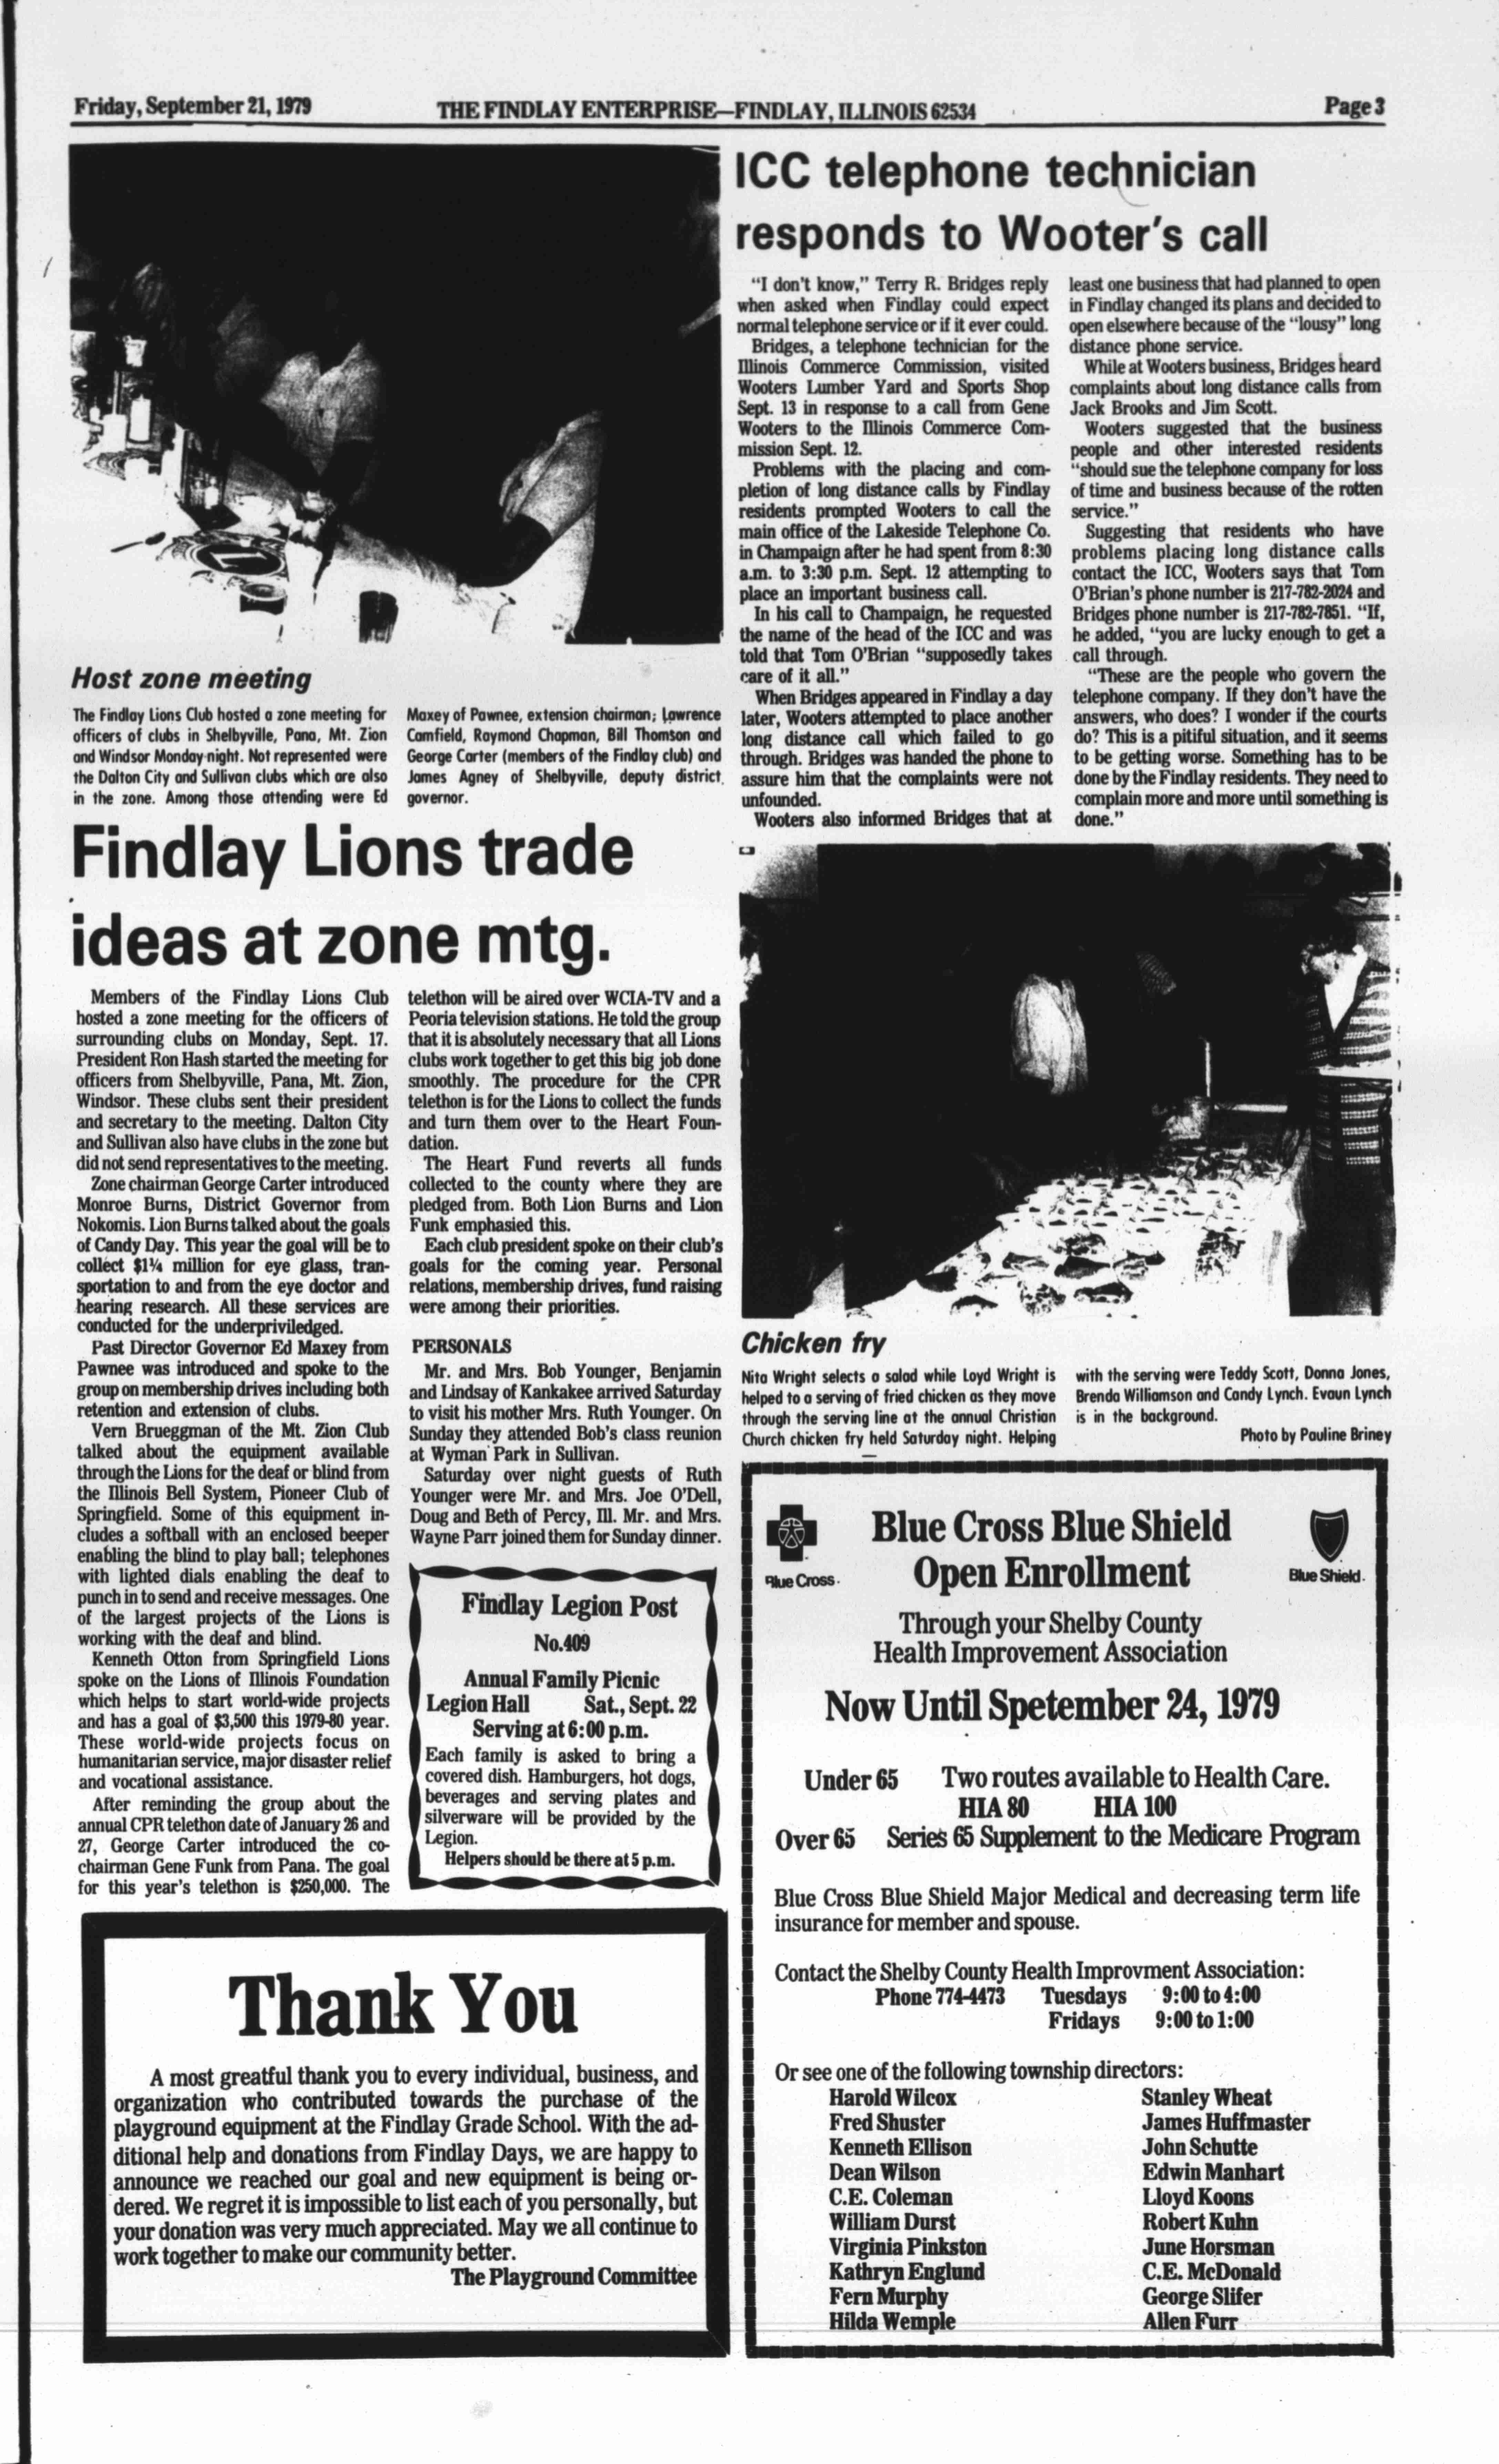 Friday, September 21, 1979
THE FINDLAY ENTERPRISE—FINDLAY, ILLINOIS 62534
Page 3
Host zone meeting
The Findlay Lions Club hosted a zone meeting for
officers of clubs in Shelbyville, Pana, Mt. Zion
and Windsor Monday night. Not represented were
the Dalton City and Sullivan clubs which are also
in the zone. Among those attending were Ed
Maxey of Pawnee, extension chairman; Lawrence
Camfield, Raymond Chapman, Bill Thomson and
George Carter (members of the Findlay club) and
James Agney of Shelbyville, deputy district
governor.
Findlay Lions trade
ideas at zone mtg.
Members of the Findlay Lions Club
hosted a zone meeting for the officers of
surrounding clubs on Monday, Sept. 17.
President Ron Hash started the meeting for
officers from Shelbyville, Pana, Mt. Zion,
Windsor. These clubs sent their president
and secretary to the meeting. Dalton City
and Sullivan also have clubs in the zone but
did not send representatives to the meeting.
Zone chairman George Carter introduced
Monroe Burns, District Governor from
Nokomis. Lion Burns talked about the goals
of Candy Day. This year the goal will be to
collect $1¼ million for eye glass, tran-
sportation to and from the eye doctor and
hearing research. All these services are
conducted for the underpriviledged.
Past Director Governor Ed Maxey from
Pawnee was introduced and spoke to the
group on membership drives including both
retention and extension of clubs.
Vern Brueggman of the Mt. Zion Club
talked about the equipment available
through the Lions for the deaf or blind from
the Illinois Bell System, Pioneer Club of
Springfield. Some of this equipment in-
cludes a softball with an enclosed beeper
enabling the blind to play ball; telephones
with lighted dials enabling the deaf to
punch in to send and receive messages. One
of the largest projects of the Lions is
working with the deaf and blind.
Kenneth Otton from Springfield Lions
spoke on the Lions of Illinois Foundation
which helps to start world-wide projects
and has a goal of $3,500 this 1979-80 year.
These world-wide projects focus on
humanitarian service, major disaster relief
and vocational assistance.
After reminding the group about the
annual CPR telethon date of January 26 and
27, George Carter introduced the co-
chairman Gene Funk from Pana. The goal
for this year's telethon is $250,000. The
telethon will be aired over WCIA-TV and a
Peoria television stations. He told the group
that it is absolutely necessary that all Lions
clubs work together to get this big job done
smoothly. The procedure for the CPR
telethon is for the Lions to collect the funds
and turn them over to the Heart Foun-
dation.
The Heart Fund reverts all funds
collected to the county where they are
pledged from. Both Lion Burns and Lion
Funk emphasied this.
Each club president spoke on their club's
goals for the coming year. Personal
relations, membership drives, fund raising
were among their priorities.
PERSONALS
Mr. and Mrs. Bob Younger, Benjamin
and Lindsay of Kankakee arrived Saturday
to visit his mother Mrs. Ruth Younger. On
Sunday they attended Bob's class reunion
at Wyman Park in Sullivan.
Saturday over night guests of Ruth
Younger were Mr. and Mrs. Joe O'Dell,
Doug and Beth of Percy, Ill. Mr. and Mrs.
Wayne Parr joined them for Sunday dinner.
Findlay Legion Post
No.409
Annual Family Picnic
Legion Hall Sat., Sept. 22
Serving at 6:00 p.m.
Each family is asked to bring a
covered dish. Hamburgers, hot dogs,
beverages and serving plates and
silverware will be provided by the
Legion.
Helpers should be there at 5 p.m.
Thank You
A most greatful thank you to every individual, business, and
organization who contributed towards the purchase of the
playground equipment at the Findlay Grade School. With the ad-
ditional help and donations from Findlay Days, we are happy to
announce we reached our goal and new equipment is being or-
dered. We regret it is impossible to list each of you personally, but
your donation was very much appreciated. May we all continue to
work together to make our community better.
The Playground Committee
ICC telephone technician
responds to Wooter's call
"I don't know," Terry R. Bridges reply
when asked when Findlay could expect
normal telephone service or if it ever could.
Bridges, a telephone technician for the
Illinois Commerce Commission, visited
Wooters Lumber Yard and Sports Shop
Sept. 13 in response to a call from Gene
Wooters to the Illinois Commerce Com-
mission Sept. 12.
Problems with the placing and com-
pletion of long distance calls by Findlay
residents prompted Wooters to call the
main office of the Lakeside Telephone Co.
in Champaign after he had spent from 8:30
a.m. to 3:30 p.m. Sept. 12 attempting to
place an important business call.
In his call to Champaign, he requested
the name of the head of the ICC and was
told that Tom O'Brian "supposedly takes
care of it all."
When Bridges appeared in Findlay a day
later, Wooters attempted to place another
long distance call which failed to go
through. Bridges was handed the phone to
assure him that the complaints were not
unfounded.
Wooters also informed Bridges that at
least one business that had planned to open
in Findlay changed its plans and decided to
open elsewhere because of the "lousy" long
distance phone service.
While at Wooters business, Bridges heard
complaints about long distance calls from
Jack Brooks and Jim Scott.
Wooters suggested that the business
people and other interested residents
"should sue the telephone company for loss
of time and business because of the rotten
service."
Suggesting that residents who have
problems placing long distance calls
contact the ICC, Wooters says that Tom
O'Brian's phone number is 217-782-2024 and
Bridges phone number is 217-782-7851. "If,
he added, "you are lucky enough to get a
call through.
"These are the people who govern the
telephone company. If they don't have the
answers, who does? I wonder if the courts
do? This is a pitiful situation, and it seems
to be getting worse. Something has to be
done by the Findlay residents. They need to
complain more and more until something is
done."
Chicken fry
Nita Wright selects a salad while Loyd Wright is
helped to a serving of fried chicken as they move
through the serving line at the annual Christian
Church chicken fry held Saturday night. Helping
with the serving were Teddy Scott, Donna Jones,
Brenda Williamson and Candy Lynch. Evaun Lynch
is in the background.
Photo by Pauline Briney
Blue Cross.
Blue Shield.
Blue Cross Blue Shield
Open Enrollment
Through your Shelby County
Health Improvement Association
Now Until Spetember 24, 1979
Under 65 Two routes available to Health Care.
HIA 80 HIA 100
Over 65 Series 65 Supplement to the Medicare Program
Blue Cross Blue Shield Major Medical and decreasing term life
insurance for member and spouse.
Contact the Shelby County Health Improvment Association:
Phone 774-4473 Tuesdays 9:00 to 4:00
Fridays 9:00 to 1:00
Or see one of the following township directors:
Harold Wilcox Stanley Wheat
Fred Shuster James Huffmaster
Kenneth Ellison John Schutte
Dean Wilson Edwin Manhart
C.E. Coleman Lloyd Koons
William Durst Robert Kuhn
Virginia Pinkston June Horsman
Kathryn Englund C.E. McDonald
Fern Murphy George Slifer
Hilda Wemple Allen Furr